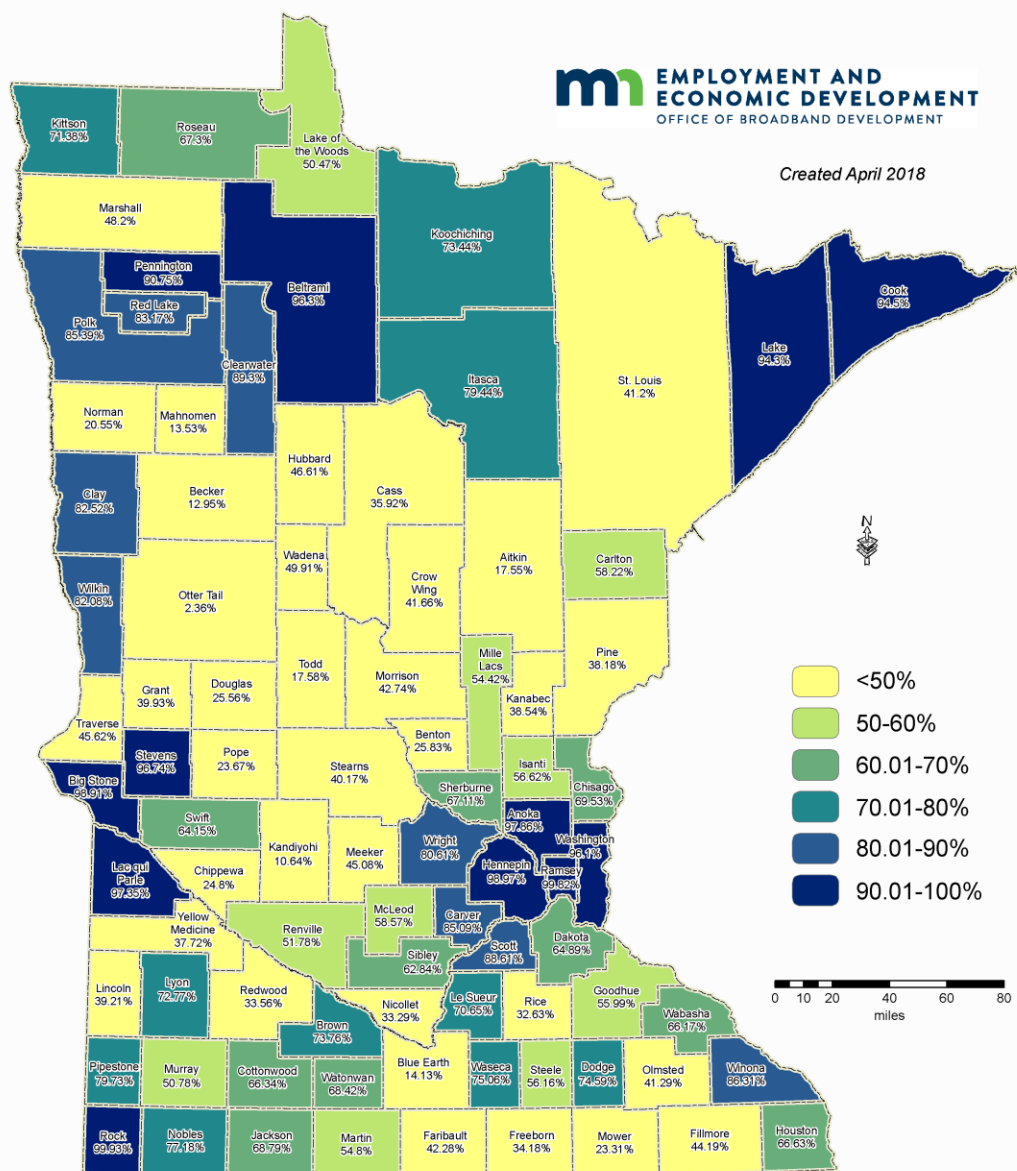 mn EMPLOYMENT AND
ECONOMIC DEVELOPMENT
OFFICE OF BROADBAND DEVELOPMENT
Created April 2018
Kittson
71.38%
Roseau
67.3%
Lake of
the Woods
50.47%
Marshall
48.2%
Koochiching
73.44%
Pennington
90.75%
Beltrami
96.3%
Cook
94.5%
Red Lake
83.17%
Polk
85.39%
Lake
94.3%
Clearwater
89.3%
Itasca
79.44%
St. Louis
41.2%
Norman
20.55%
Mahnomen
13.53%
Hubbard
46.61%
Cass
35.92%
Clay
82.52%
Becker
12.95%
N
Wadena
49.91%
Aitkin
17.55%
Carlton
58.22%
Crow
Wing
41.66%
Wilkin
82.08%
Otter Tail
2.36%
Mille
Lacs
54.42%
Pine
38.18%
Todd
17.58%
Morrison
42.74%
Grant
39.93%
Douglas
25.56%
Kanabec
38.54%
<50%
50-60%
60.01-70%
70.01-80%
80.01-90%
90.01-100%
Traverse
45.62%
Benton
25.83%
Stevens
96.74%
Pope
23.67%
Stearns
40.17%
Isanti
56.62%
Big Stone
98.91%
Sherburne
67.11%
Chisago
69.53%
Swift
64.15%
Anoka
97.86%
Kandiyohi
10.64%
Meeker
45.08%
Wright
80.61%
Washington
96.1%
Hennepin
98.97%
Ramsey
99.82%
Lac qui
Parle
97.35%
Chippewa
24.8%
Yellow
Medicine
37.72%
Renville
51.78%
McLeod
58.57%
Carver
85.09%
Scott
88.61%
Dakota
64.89%
Sibley
62.84%
Lincoln
39.21%
Lyon
72.77%
Redwood
33.56%
Nicollet
33.29%
Le Sueur
70.65%
Rice
32.63%
Goodhue
55.99%
Wabasha
66.17%
0 10 20 40 60 80
miles
Brown
73.76%
Pipestone
79.73%
Murray
50.78%
Cottonwood
66.34%
Watonwan
68.42%
Blue Earth
14.13%
Waseca
75.06%
Steele
56.16%
Dodge
74.59%
Olmsted
41.29%
Winona
86.31%
Rock
99.93%
Nobles
77.18%
Jackson
68.79%
Martin
54.8%
Faribault
42.28%
Freeborn
34.18%
Mower
23.31%
Fillmore
44.19%
Houston
66.63%